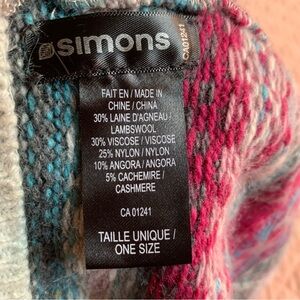 simons
CA01241
FAIT EN / MADE IN
CHINE / CHINA
30% LAINE D'AGNEAU /
LAMBSWOOL
30% VISCOSE / VISCOSE
25% NYLON / NYLON
10% ANGORA / ANGORA
5% CACHEMIRE /
CASHMERE
CA 01241
TAILLE UNIQUE /
ONE SIZE